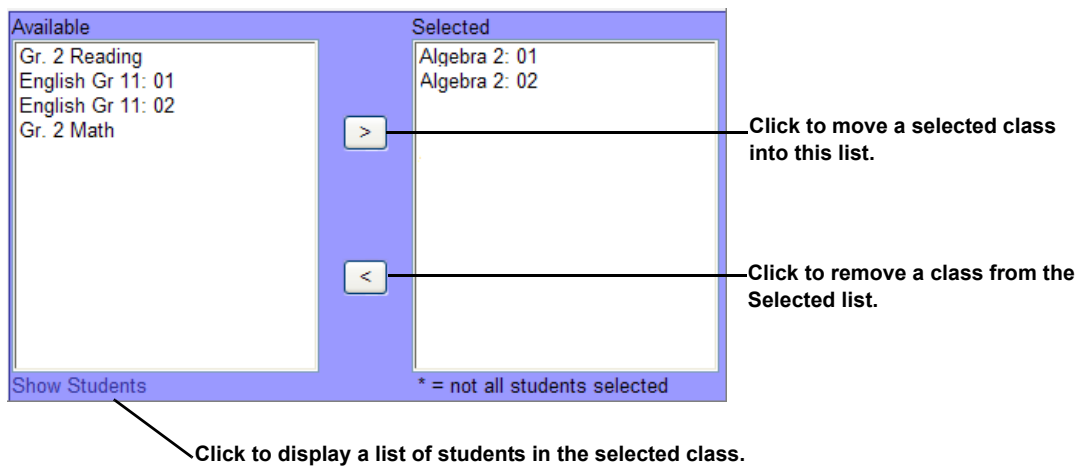 Available
Selected
Gr. 2 Reading
English Gr 11: 01
English Gr 11: 02
Gr. 2 Math
Algebra 2: 01
Algebra 2: 02
>
Click to move a selected class
into this list.
<
Click to remove a class from the
Selected list.
Show Students
* = not all students selected
Click to display a list of students in the selected class.